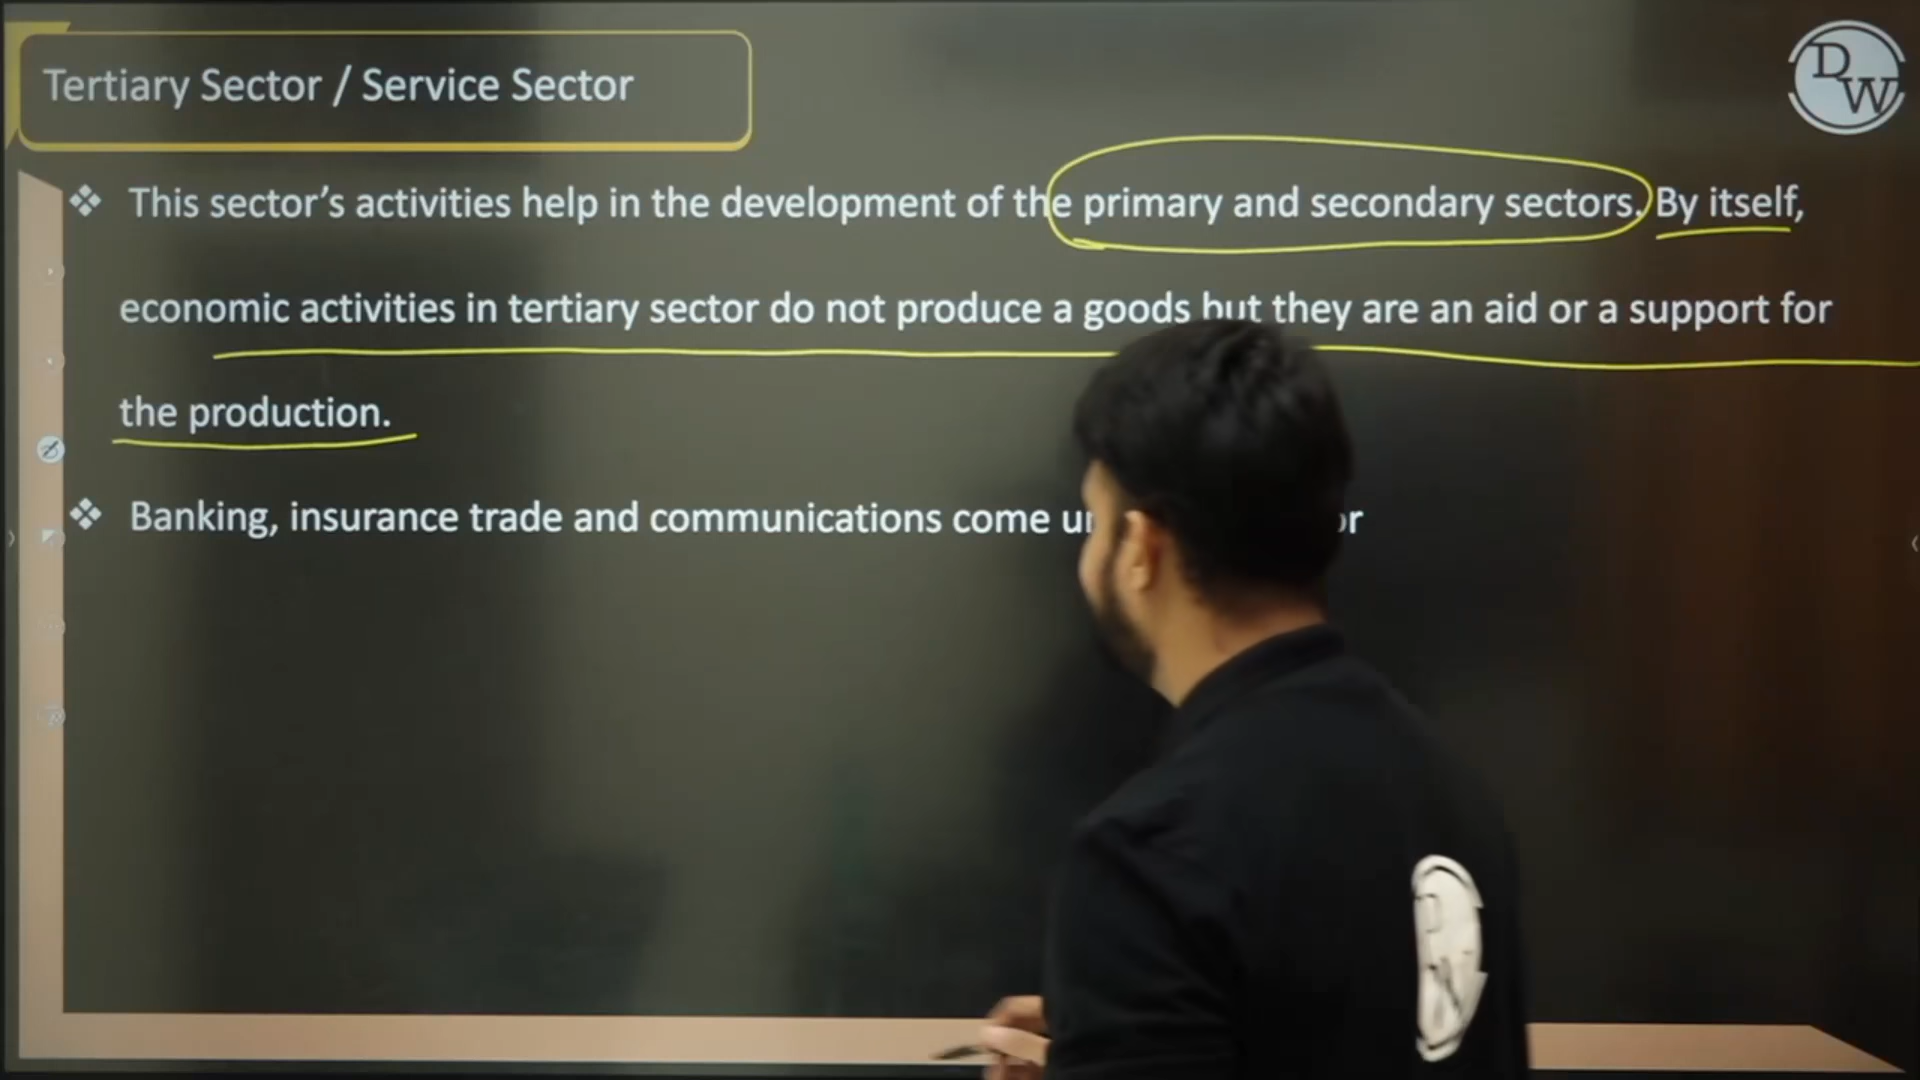 Tertiary Sector / Service Sector
D
W
This sector’s activities help in the development of the primary and secondary sectors. By itself,
economic activities in tertiary sector do not produce a goods but they are an aid or a support for
the production.
Banking, insurance trade and communications come